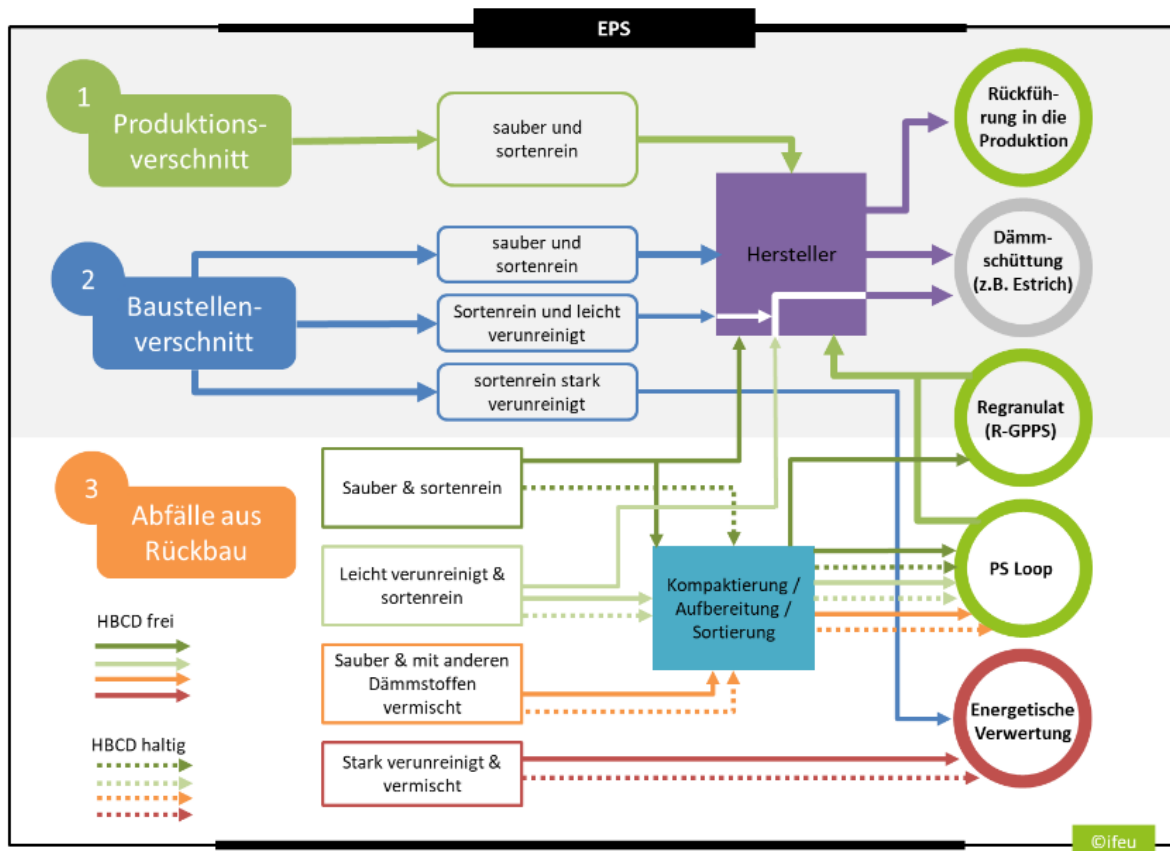 EPS
1
Produktions-
verschnitt
sauber und
sortenrein
Hersteller
Rückfüh-
rung in die
Produktion
2
Baustellen-
verschnitt
sauber und
sortenrein
Sortenrein und leicht
verunreinigt
sortenrein stark
verunreinigt
Dämm-
schüttung
(z.B. Estrich)
Regranulat
(R-GPPS)
3
Abfälle aus
Rückbau
Sauber & sortenrein
Leicht verunreinigt &
sortenrein
Sauber & mit anderen
Dämmstoffen
vermischt
Stark verunreinigt &
vermischt
Kompaktierung /
Aufbereitung /
Sortierung
PS Loop
Energetische
Verwertung
HBCD frei
HBCD haltig
©ifeu